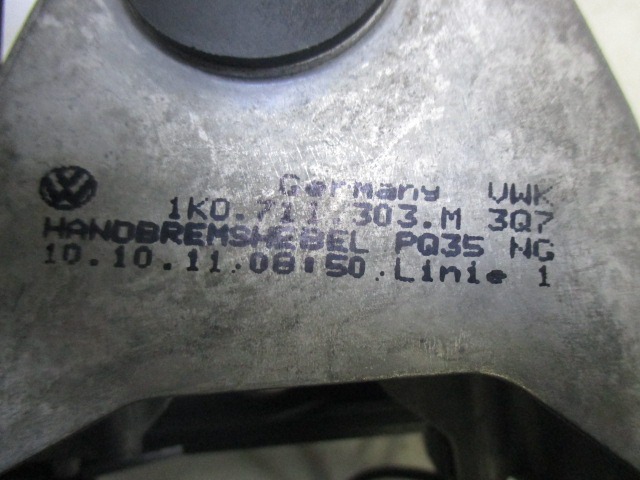 Germany VWK
1K0.711.303.M 3Q7
HANDBREMSHEBEL PQ35 NG
10.10.11.08:50 Linie 1